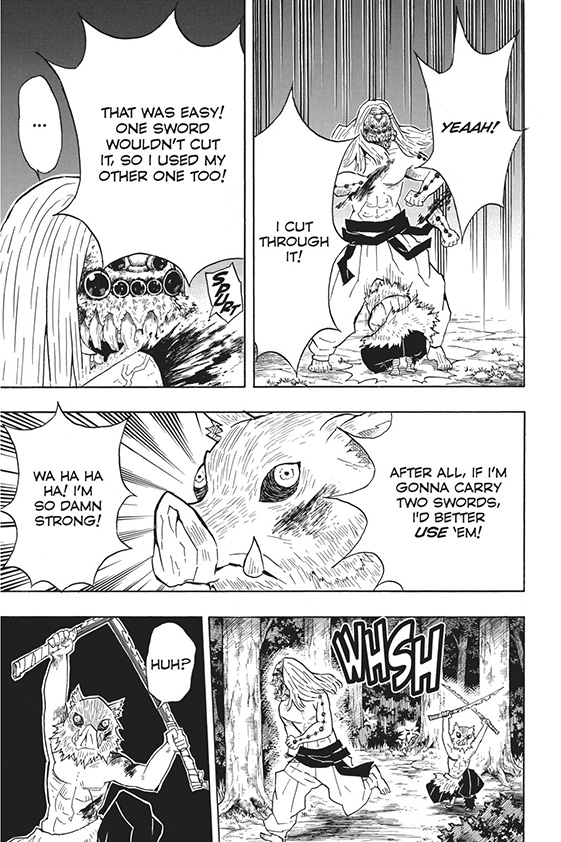 YEAAH!
I CUT
THROUGH
IT!
THAT WAS EASY!
ONE SWORD
WOULDN'T CUT
IT, SO I USED MY
OTHER ONE TOO!
SPURT
...
AFTER ALL, IF I'M
GONNA CARRY
TWO SWORDS,
I'D BETTER
USE 'EM!
WA HA HA
HA! I'M
SO DAMN
STRONG!
WHSH
HUH?